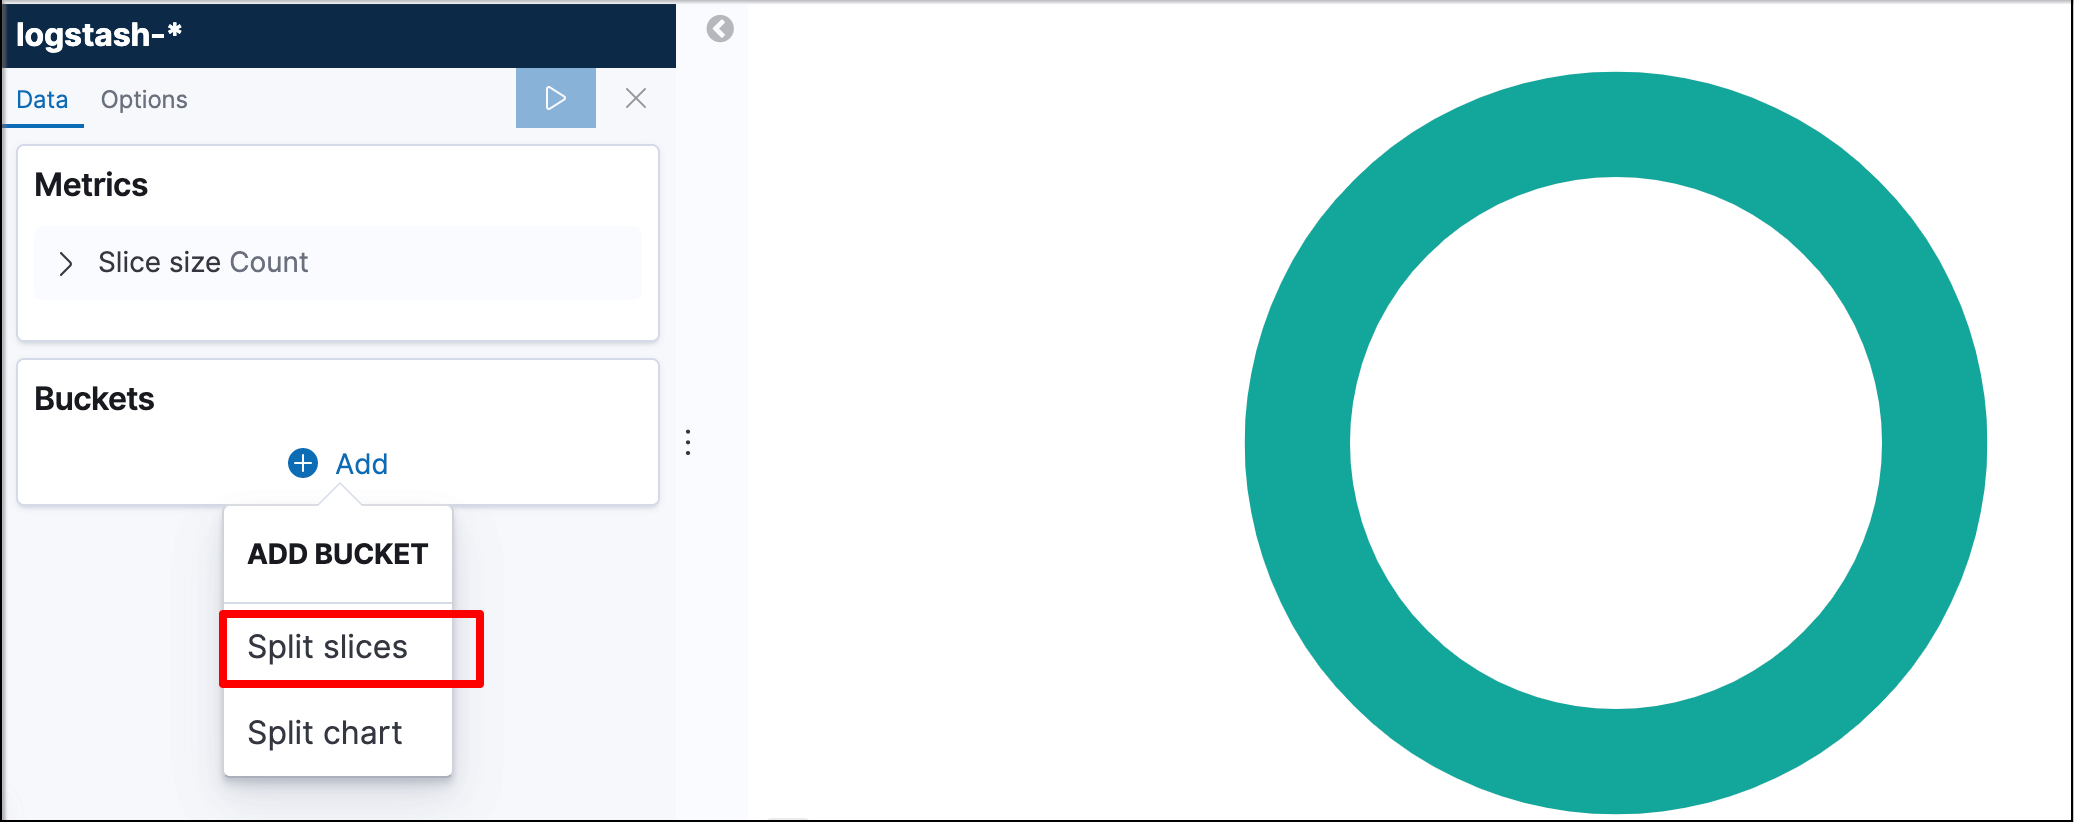 logstash-*
Data Options
Metrics
Slice size Count
Buckets
Add
ADD BUCKET
Split slices
Split chart